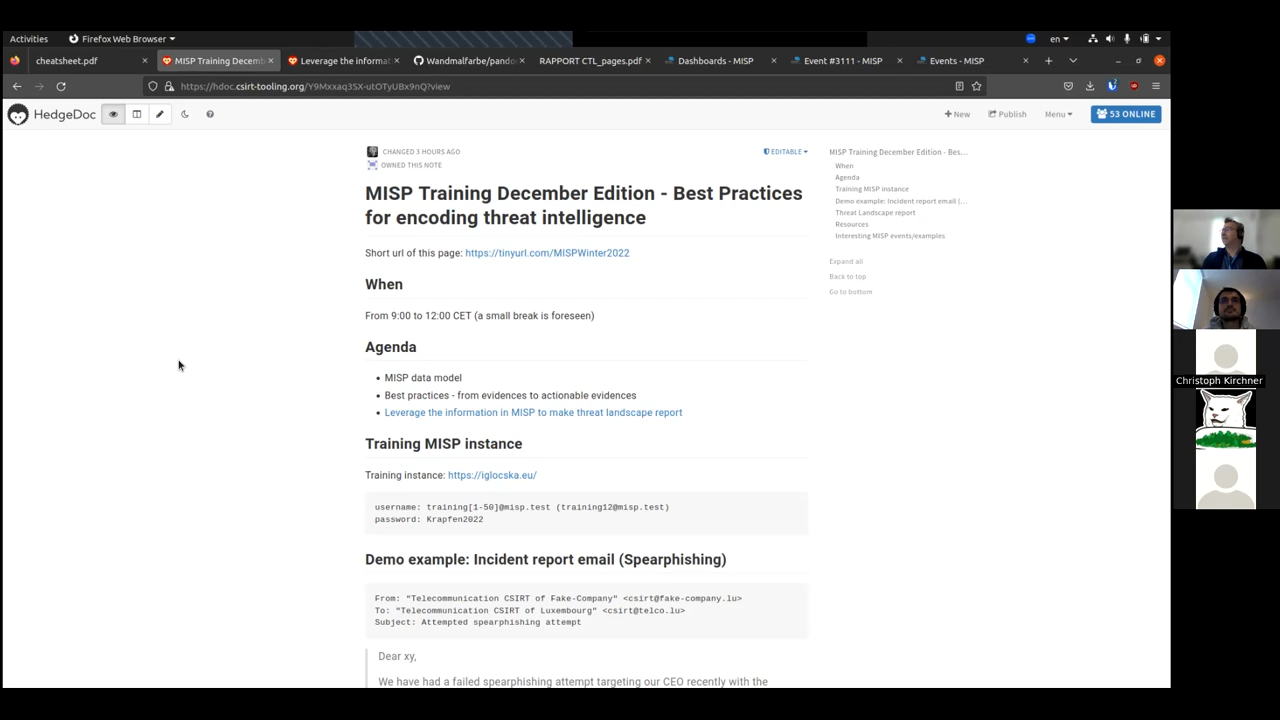 Activities
Firefox Web Browser
en
cheatsheet.pdf
MISP Training Decemb
Leverage the informat
Wandmalfarbe/pando
RAPPORT CTL_pages.pdf
Dashboards - MISP
Event #3111 - MISP
Events - MISP
https://hdoc.csirt-tooling.org/Y9Mxxaq3SX-utOTyUBx9nQ?view
HedgeDoc
New
Publish
Menu
53 ONLINE
CHANGED 3 HOURS AGO
EDITABLE
OWNED THIS NOTE
MISP Training December Edition - Best Practices
for encoding threat intelligence
Short url of this page: https://tinyurl.com/MISPWinter2022
When
From 9:00 to 12:00 CET (a small break is foreseen)
Agenda
• MISP data model
• Best practices - from evidences to actionable evidences
• Leverage the information in MISP to make threat landscape report
Training MISP instance
Training instance: https://iglocska.eu/
username: training[1-50]@misp.test (training12@misp.test)
password: Krapfen2022
Demo example: Incident report email (Spearphishing)
From: "Telecommunication CSIRT of Fake-Company" <csirt@fake-company.lu>
To: "Telecommunication CSIRT of Luxembourg" <csirt@telco.lu>
Subject: Attempted spearphishing attempt
Dear xy,
We have had a failed spearphishing attempt targeting our CEO recently with the
MISP Training December Edition - Bes...
When
Agenda
Training MISP instance
Demo example: Incident report email (...
Threat Landscape report
Resources
Interesting MISP events/examples
Expand all
Back to top
Go to bottom
Christoph Kirchner